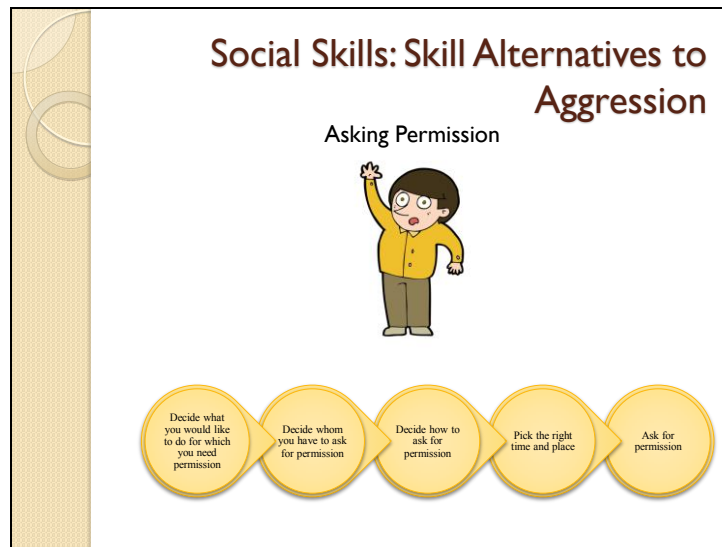 Social Skills: Skill Alternatives to
Aggression
Asking Permission
Decide what
you would like
to do for which
you need
permission
Decide whom
you have to ask
for permission
Decide how to
ask for
permission
Pick the right
time and place
Ask for
permission